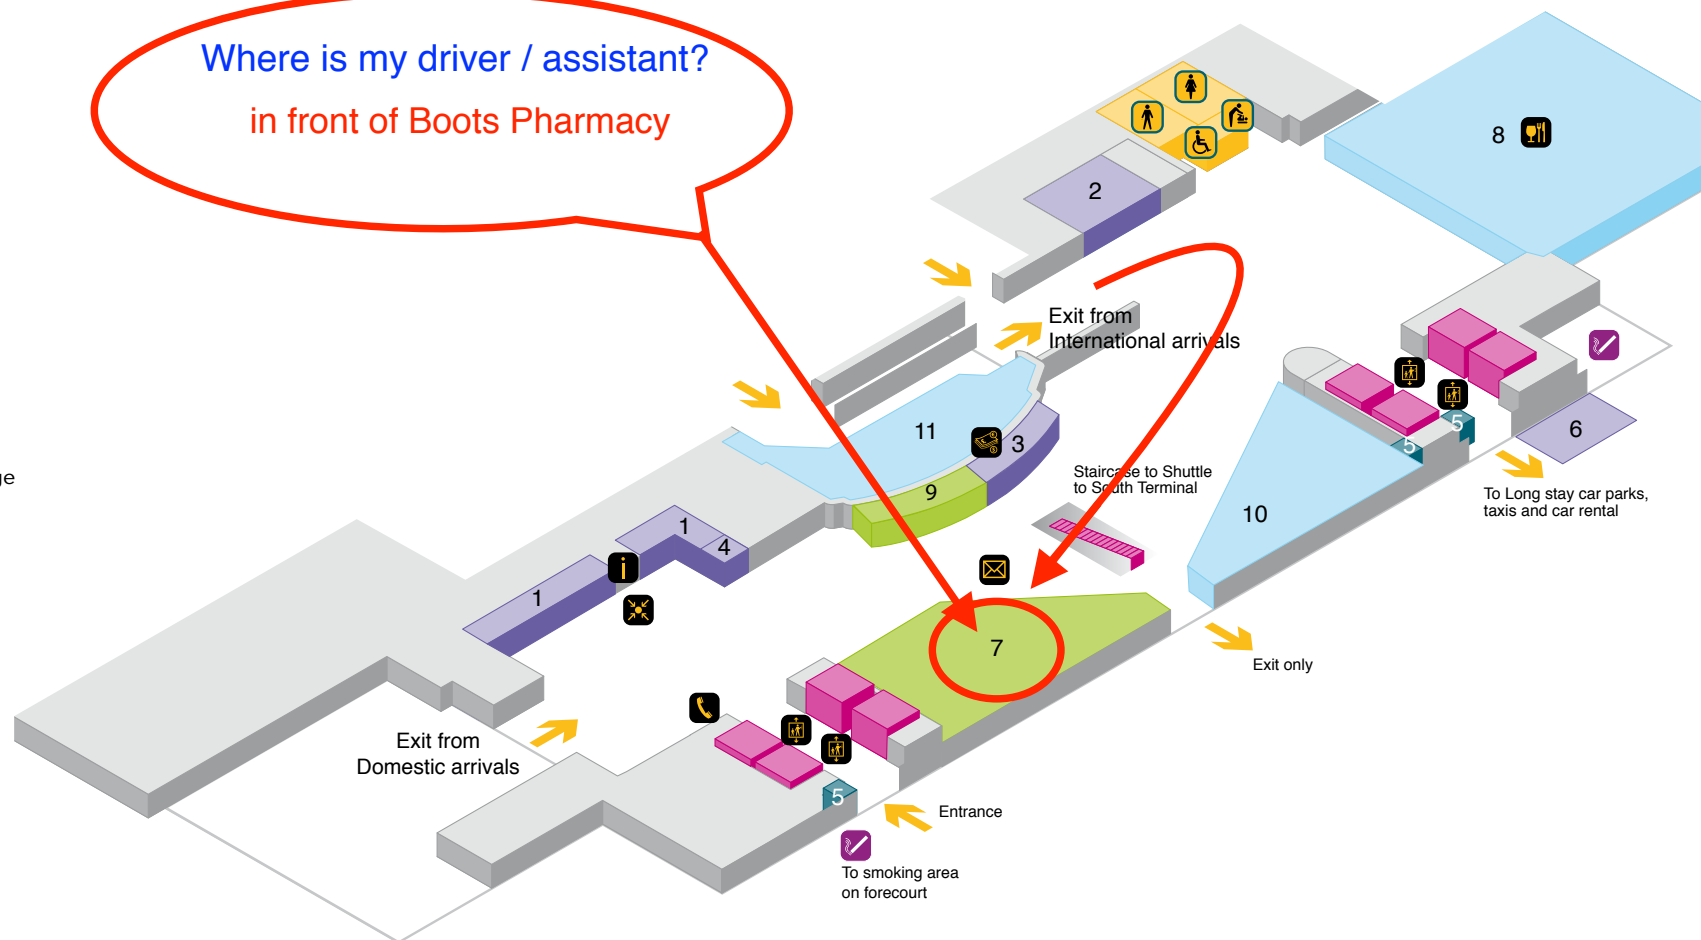 Where is my driver / assistant?
in front of Boots Pharmacy
8
2
Exit from
International arrivals
11
3
9
Staircase to Shuttle
to South Terminal
5
5
6
To Long stay car parks,
taxis and car rental
10
ge
1
4
i
1
7
Exit only
Exit from
Domestic arrivals
5
Entrance
To smoking area
on forecourt